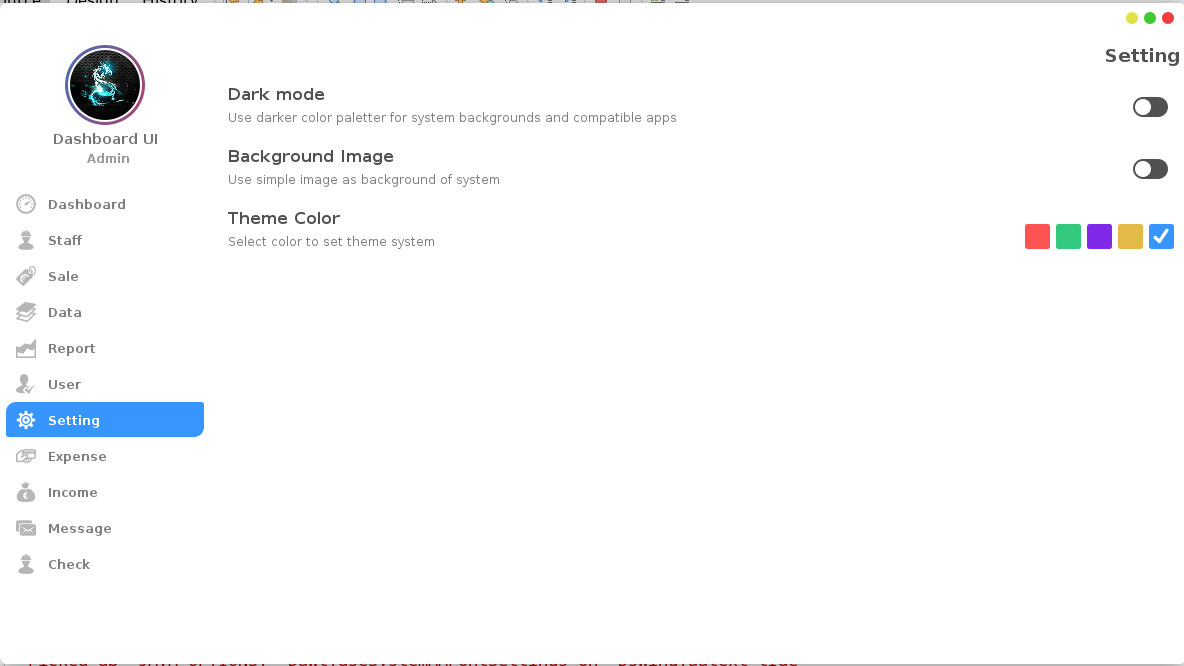 Design History
Setting
Dashboard UI
Admin
Dashboard
Staff
Sale
Data
Report
User
Setting
Expense
Income
Message
Check
Dark mode
Use darker color paletter for system backgrounds and compatible apps
Background Image
Use simple image as background of system
Theme Color
Select color to set theme system